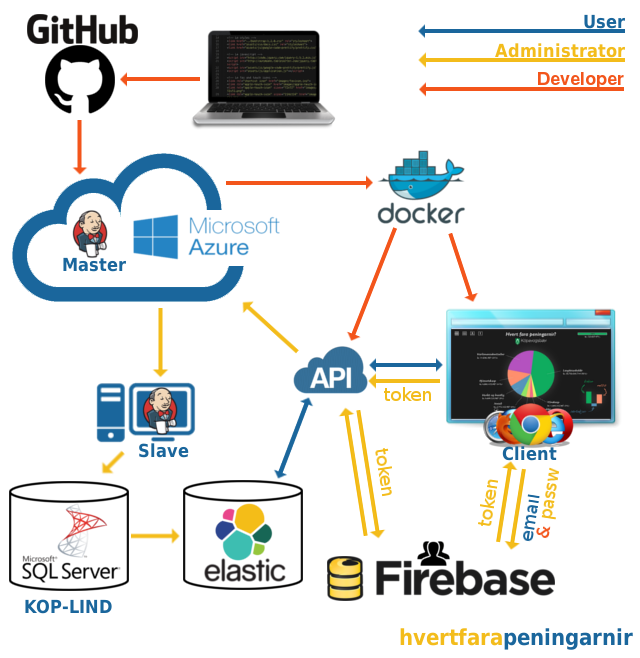 GitHub
User
Administrator
Developer
docker
Microsoft
Azure
Master
Hvert fara peningarnir?
API
token
Slave
Client
token
token
email
& passw
Microsoft
SQL Server
elastic
Firebase
KOP-LIND
hvertfarapeningarnir